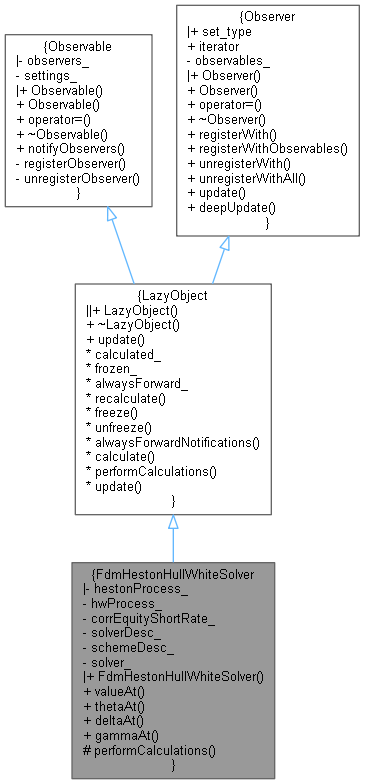 {Observable
|- observers_
- settings_
|+ Observable()
+ Observable()
+ operator=()
+ ~Observable()
+ notifyObservers()
- registerObserver()
- unregisterObserver()
}
{Observer
|+ set_type
+ iterator
- observables_
|+ Observer()
+ Observer()
+ operator=()
+ ~Observer()
+ registerWith()
+ registerWithObservables()
+ unregisterWith()
+ unregisterWithAll()
+ update()
+ deepUpdate()
}
{LazyObject
||+ LazyObject()
+ ~LazyObject()
+ update()
* calculated_
* frozen_
* alwaysForward_
* recalculate()
* freeze()
* unfreeze()
* alwaysForwardNotifications()
* calculate()
* performCalculations()
* update()
}
{FdmHestonHullWhiteSolver
|- hestonProcess_
- hwProcess_
- corrEquityShortRate_
- solverDesc_
- schemeDesc_
- solver_
|+ FdmHestonHullWhiteSolver()
+ valueAt()
+ thetaAt()
+ deltaAt()
+ gammaAt()
# performCalculations()
}